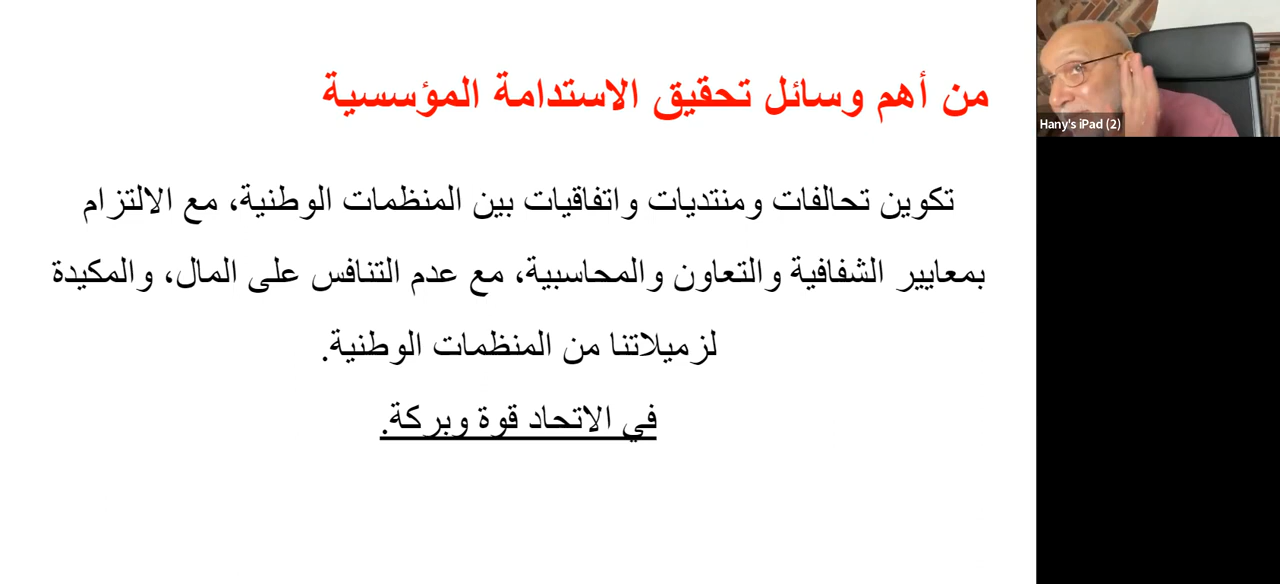 من أهم وسائل تحقيق الاستدامة المؤسسية
تكوين تحالفات ومنتديات واتفاقيات بين المنظمات الوطنية، مع الالتزام
بمعايير الشفافية والتعاون والمحاسبية، مع عدم التنافس على المال، والمكيدة
لزميلاتنا من المنظمات الوطنية.
في الاتحاد قوة وبركة.
Hany's iPad (2)